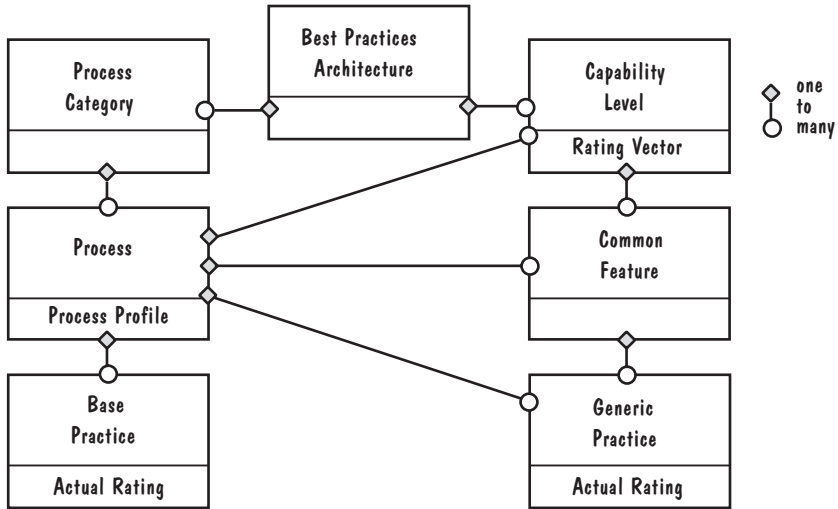 Best Practices
Architecture
Process
Category
Capability
Level
Rating Vector
one
to
many
Process
Process Profile
Common
Feature
Base
Practice
Actual Rating
Generic
Practice
Actual Rating